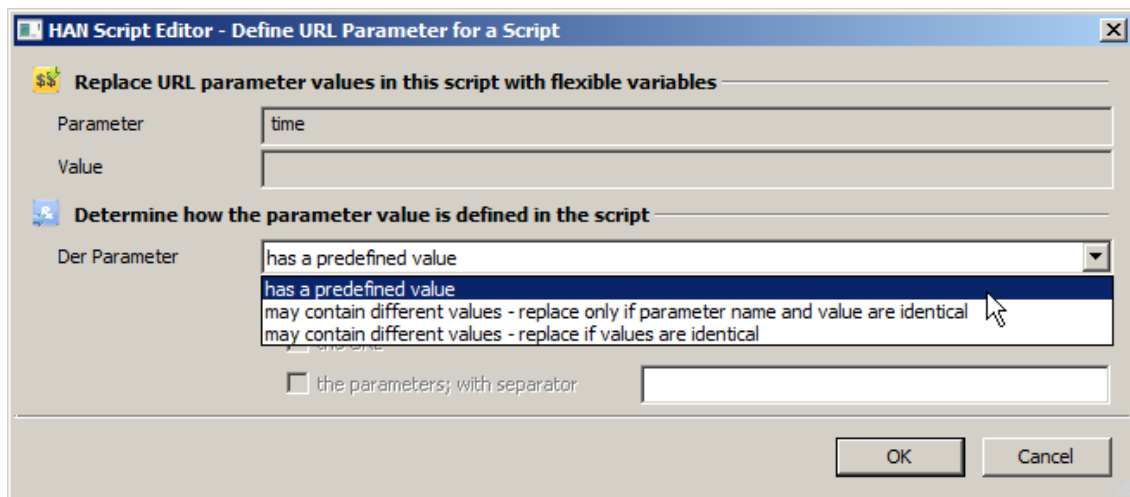 HAN Script Editor - Define URL Parameter for a Script
Replace URL parameter values in this script with flexible variables
Parameter time
Value
Determine how the parameter value is defined in the script
Der Parameter has a predefined value
has a predefined value
may contain different values - replace only if parameter name and value are identical
may contain different values - replace if values are identical
the parameters; with separator
OK Cancel